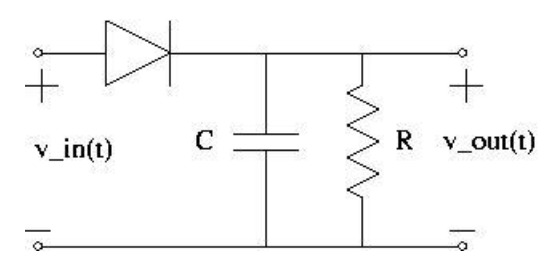 + +
v_in(t) C R v_out(t)
− −